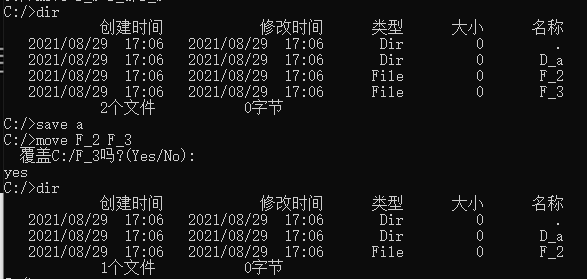 C:/>dir
创建时间 修改时间 类型 大小 名称
2021/08/29 17:06 2021/08/29 17:06 Dir 0 .
2021/08/29 17:06 2021/08/29 17:06 Dir 0 D_a
2021/08/29 17:06 2021/08/29 17:06 File 0 F_2
2021/08/29 17:06 2021/08/29 17:06 File 0 F_3
2个文件 0字节
C:/>save a
C:/>move F_2 F_3
覆盖C:/F_3吗?(Yes/No):
yes
C:/>dir
创建时间 修改时间 类型 大小 名称
2021/08/29 17:06 2021/08/29 17:06 Dir 0 .
2021/08/29 17:06 2021/08/29 17:06 Dir 0 D_a
2021/08/29 17:06 2021/08/29 17:06 File 0 F_2
1个文件 0字节